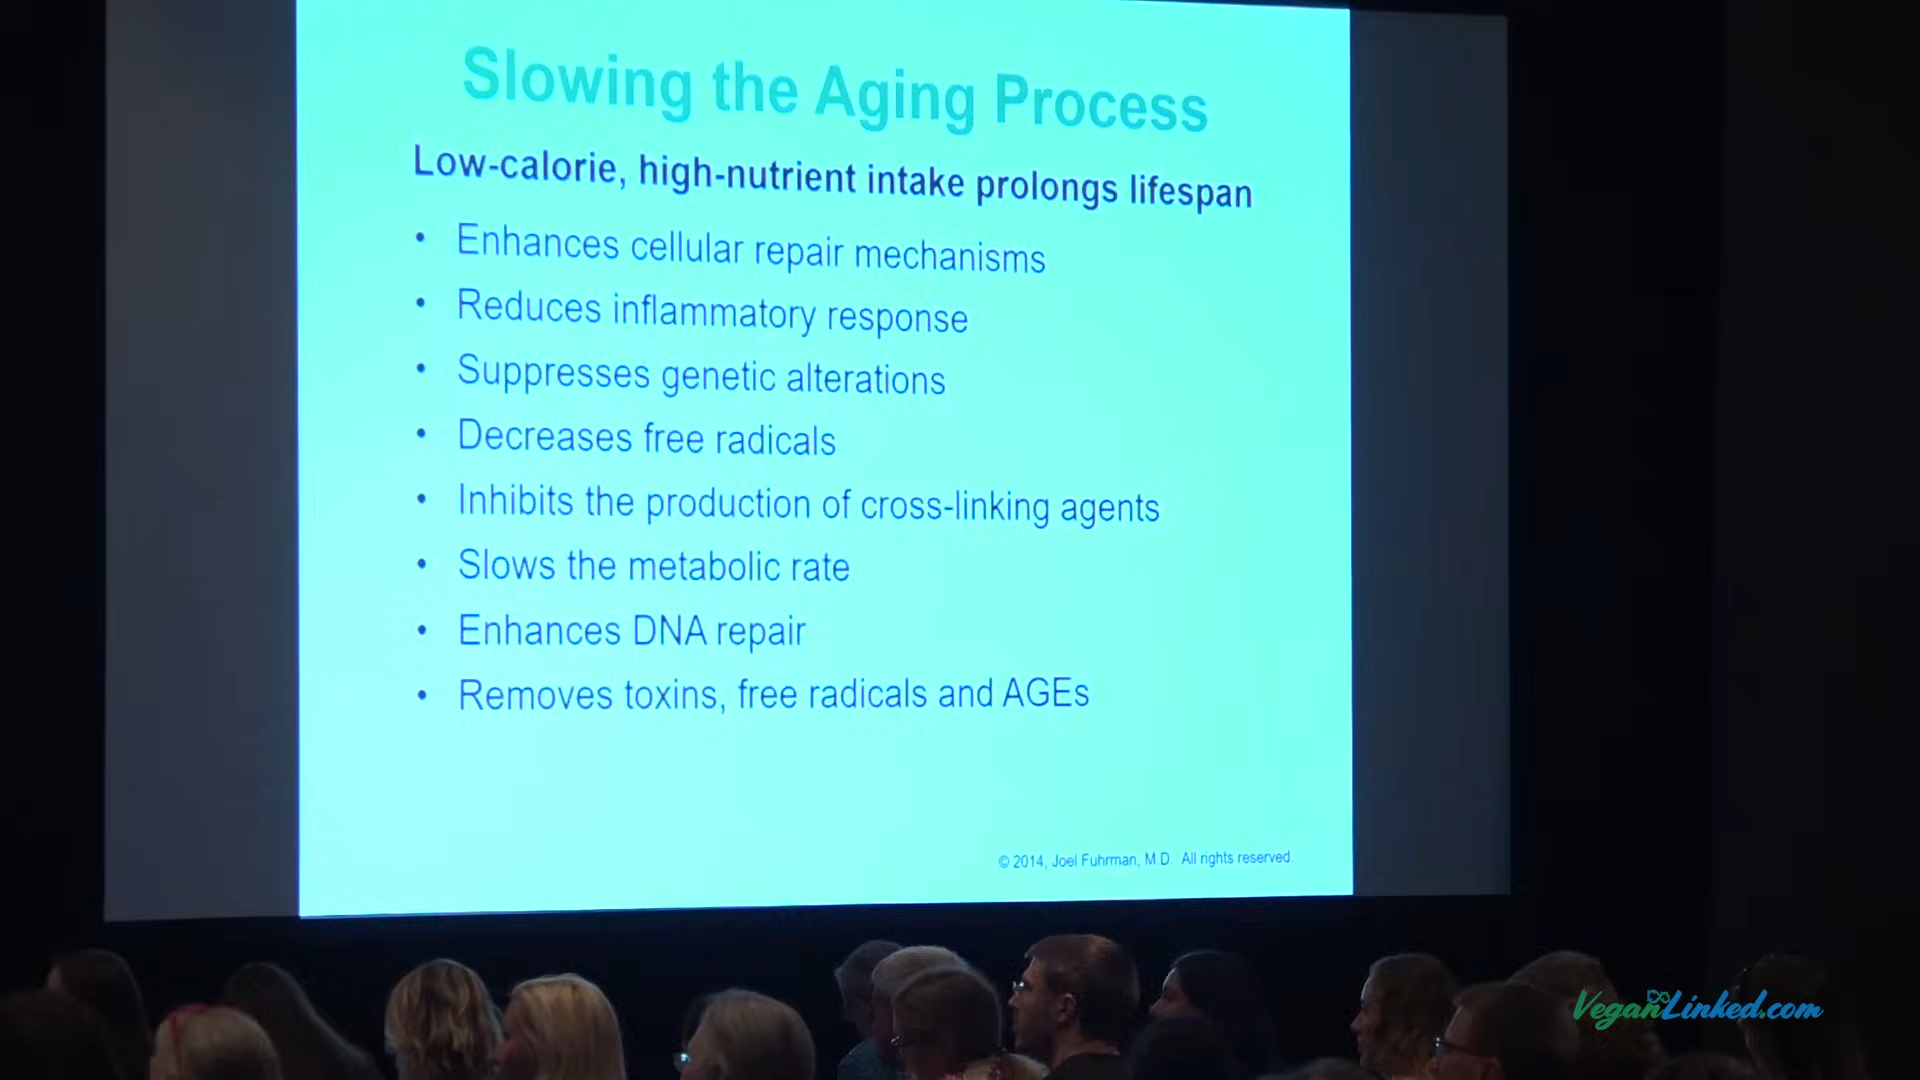 Slowing the Aging Process
Low-calorie, high-nutrient intake prolongs lifespan
• Enhances cellular repair mechanisms
• Reduces inflammatory response
• Suppresses genetic alterations
• Decreases free radicals
• Inhibits the production of cross-linking agents
• Slows the metabolic rate
• Enhances DNA repair
• Removes toxins, free radicals and AGEs
© 2014, Joel Fuhrman, M.D. All rights reserved.
VeganLinked.com